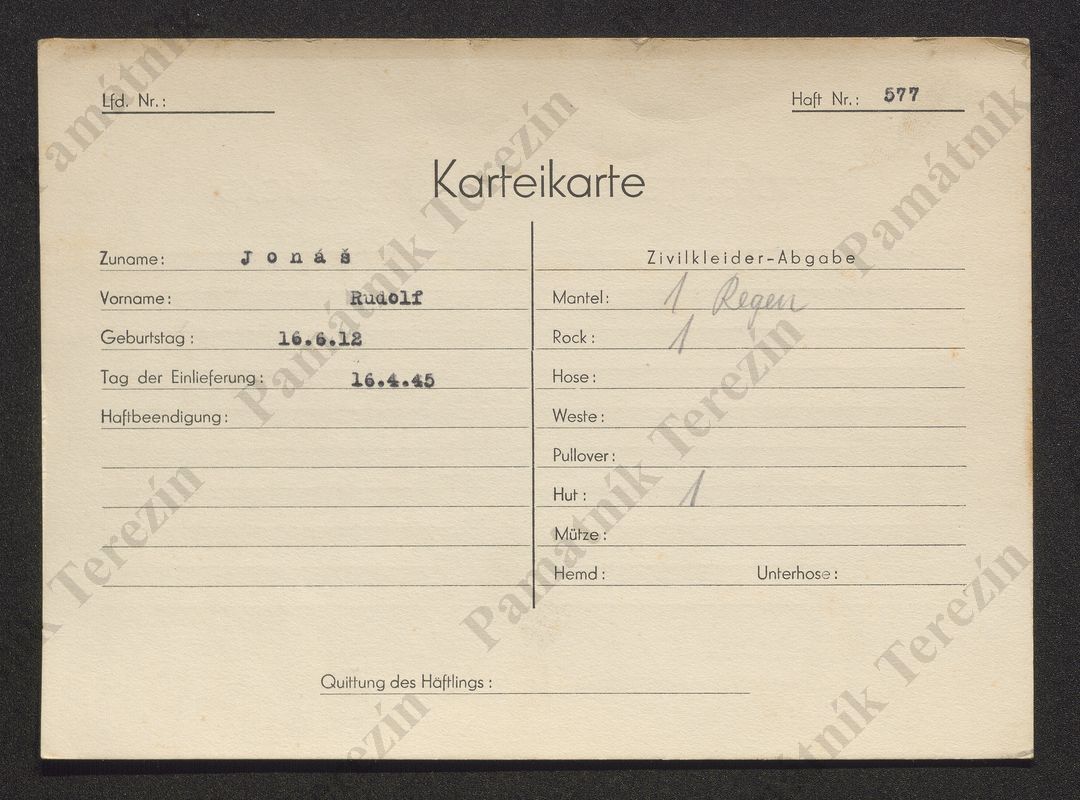 Lfd. Nr.:
Haft Nr.: 577
Karteikarte
Zuname: Jonáš
Vorname: Rudolf
Geburtstag: 16.6.12
Tag der Einlieferung: 16.4.45
Haftbeendigung:
Zivilkleider-Abgabe
Mantel: 1 Regen
Rock: 1
Hose:
Weste:
Pullover:
Hut: 1
Mütze:
Hemd: Unterhose:
Quittung des Häftlings:
Památník Terezín